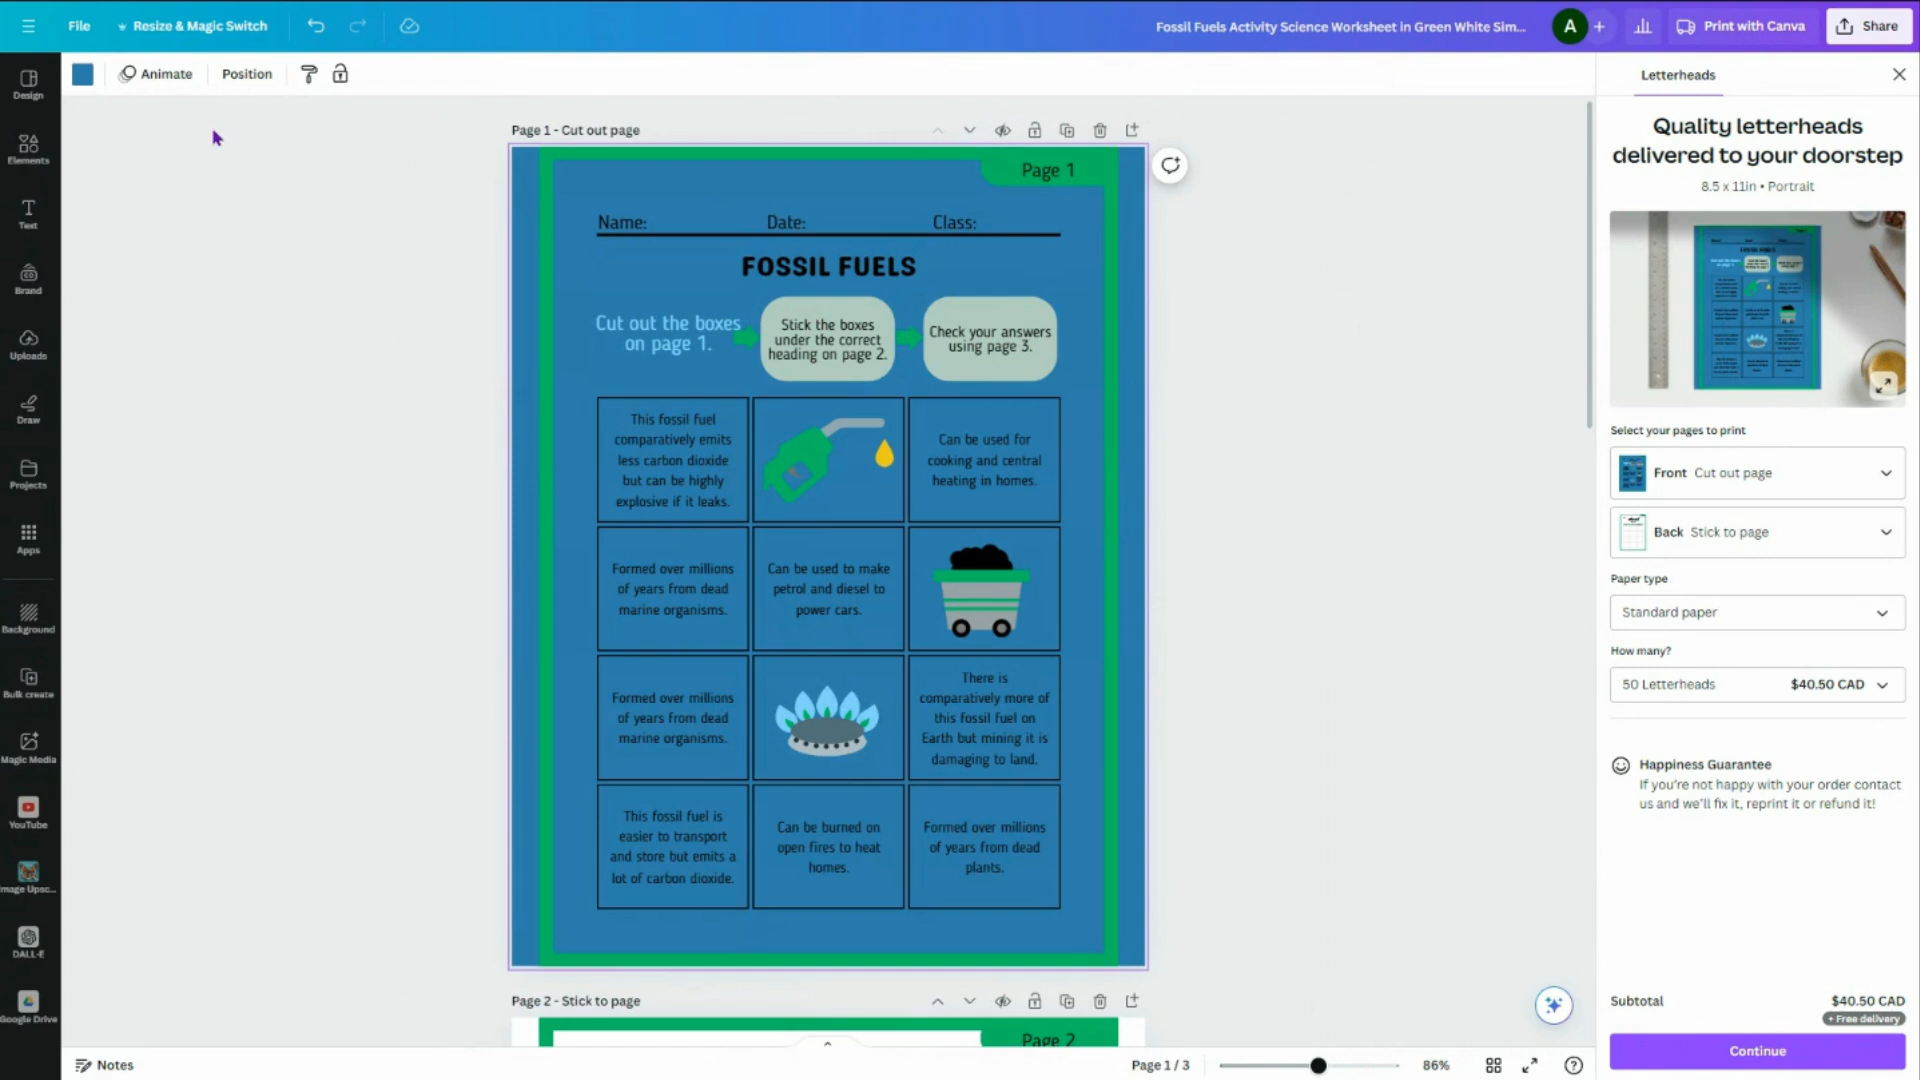 File
Resize & Magic Switch
Fossil Fuels Activity Science Worksheet in Green White Sim...
A
Print with Canva
Share
Animate
Position
Design
Elements
Text
Brand
Uploads
Draw
Projects
Apps
Background
Bulk create
Magic Media
YouTube
Image Upsc...
DALL·E
Google Drive
Page 1 - Cut out page
Page 1
Name: Date: Class:
FOSSIL FUELS
Cut out the boxes
on page 1.
Stick the boxes
under the correct
heading on page 2.
Check your answers
using page 3.
This fossil fuel
comparatively emits
less carbon dioxide
but can be highly
explosive if it leaks.
Can be used for
cooking and central
heating in homes.
Formed over millions
of years from dead
marine organisms.
Can be used to make
petrol and diesel to
power cars.
Formed over millions
of years from dead
marine organisms.
There is
comparatively more of
this fossil fuel on
Earth but mining it is
damaging to land.
This fossil fuel is
easier to transport
and store but emits a
lot of carbon dioxide.
Can be burned on
open fires to heat
homes.
Formed over millions
of years from dead
plants.
Page 2 - Stick to page
Page 2
Notes
Page 1 / 3
86%
Letterheads
Quality letterheads
delivered to your doorstep
8.5 x 11in • Portrait
Select your pages to print
Front Cut out page
Back Stick to page
Paper type
Standard paper
How many?
50 Letterheads $40.50 CAD
Happiness Guarantee
If you're not happy with your order contact
us and we'll fix it, reprint it or refund it!
Subtotal $40.50 CAD
+ Free delivery
Continue